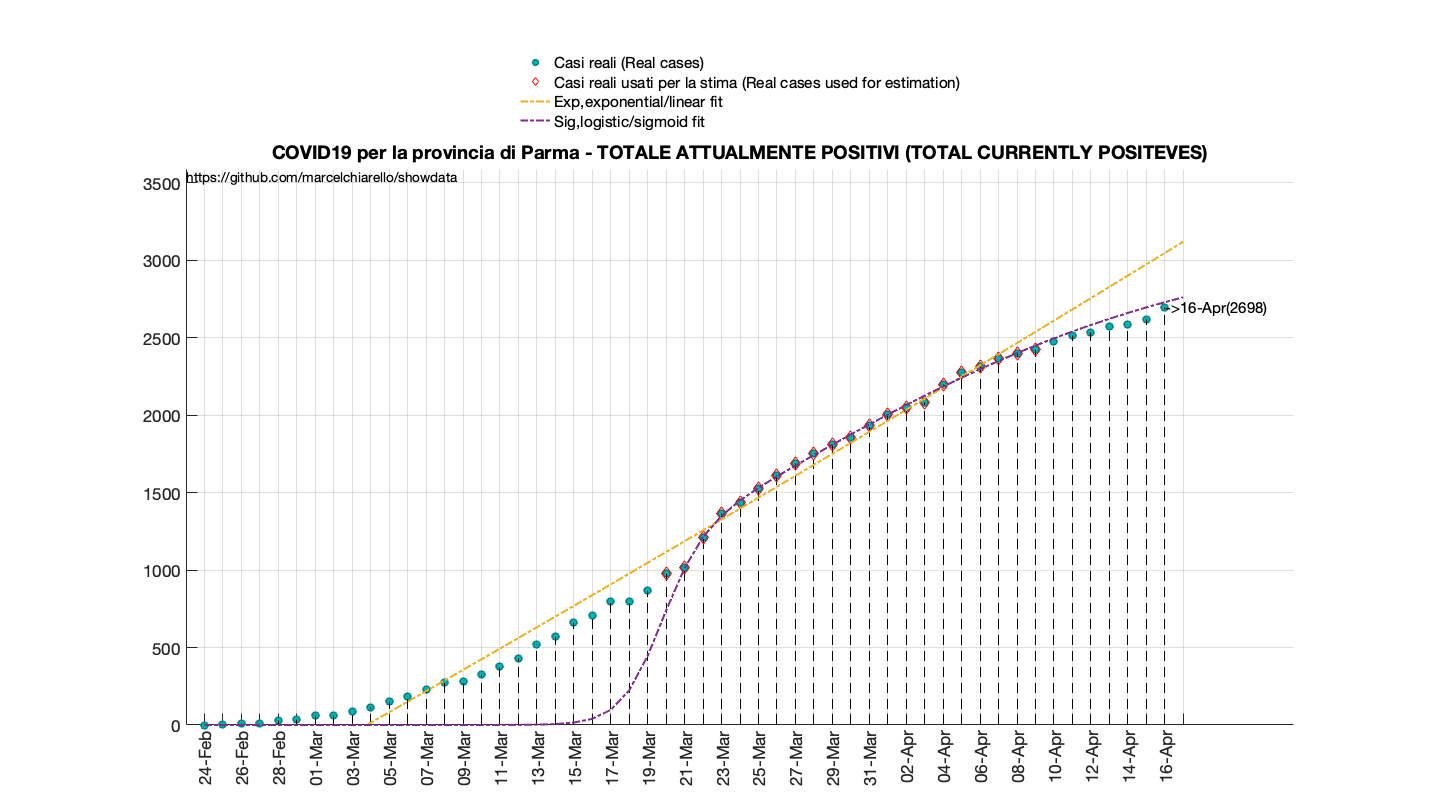 Casi reali (Real cases)
Casi reali usati per la stima (Real cases used for estimation)
Exp,exponential/linear fit
Sig,logistic/sigmoid fit
COVID19 per la provincia di Parma - TOTALE ATTUALMENTE POSITIVI (TOTAL CURRENTLY POSITEVES)
https://github.com/marcelchiarello/showdata
3500
3000
2500
2000
1500
1000
500
0
>16-Apr(2698)
24-Feb
26-Feb
28-Feb
01-Mar
03-Mar
05-Mar
07-Mar
09-Mar
11-Mar
13-Mar
15-Mar
17-Mar
19-Mar
21-Mar
23-Mar
25-Mar
27-Mar
29-Mar
31-Mar
02-Apr
04-Apr
06-Apr
08-Apr
10-Apr
12-Apr
14-Apr
16-Apr